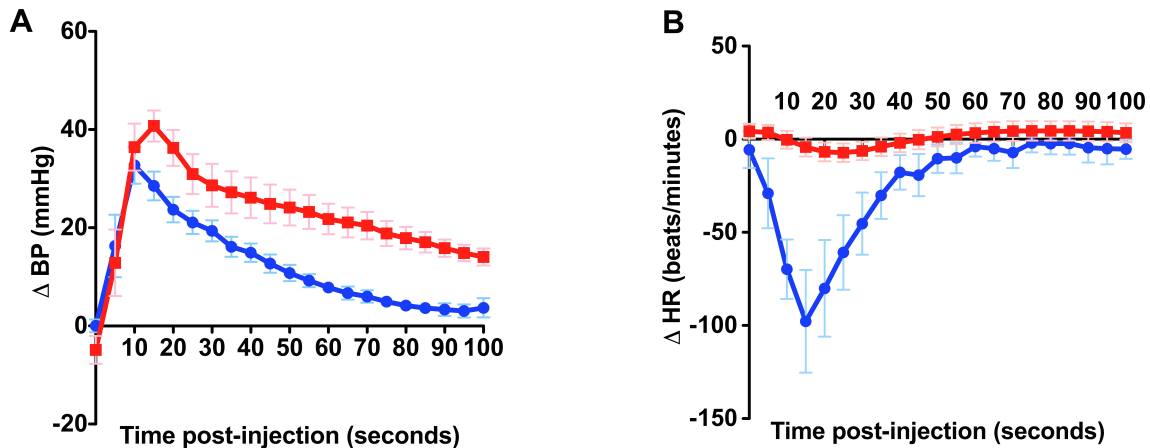 A
Δ BP (mmHg)
60
40
20
0
-20
10 20 30 40 50 60 70 80 90 100
Time post-injection (seconds)
B
Δ HR (beats/minutes)
50
0
-50
-100
-150
10 20 30 40 50 60 70 80 90 100
Time post-injection (seconds)